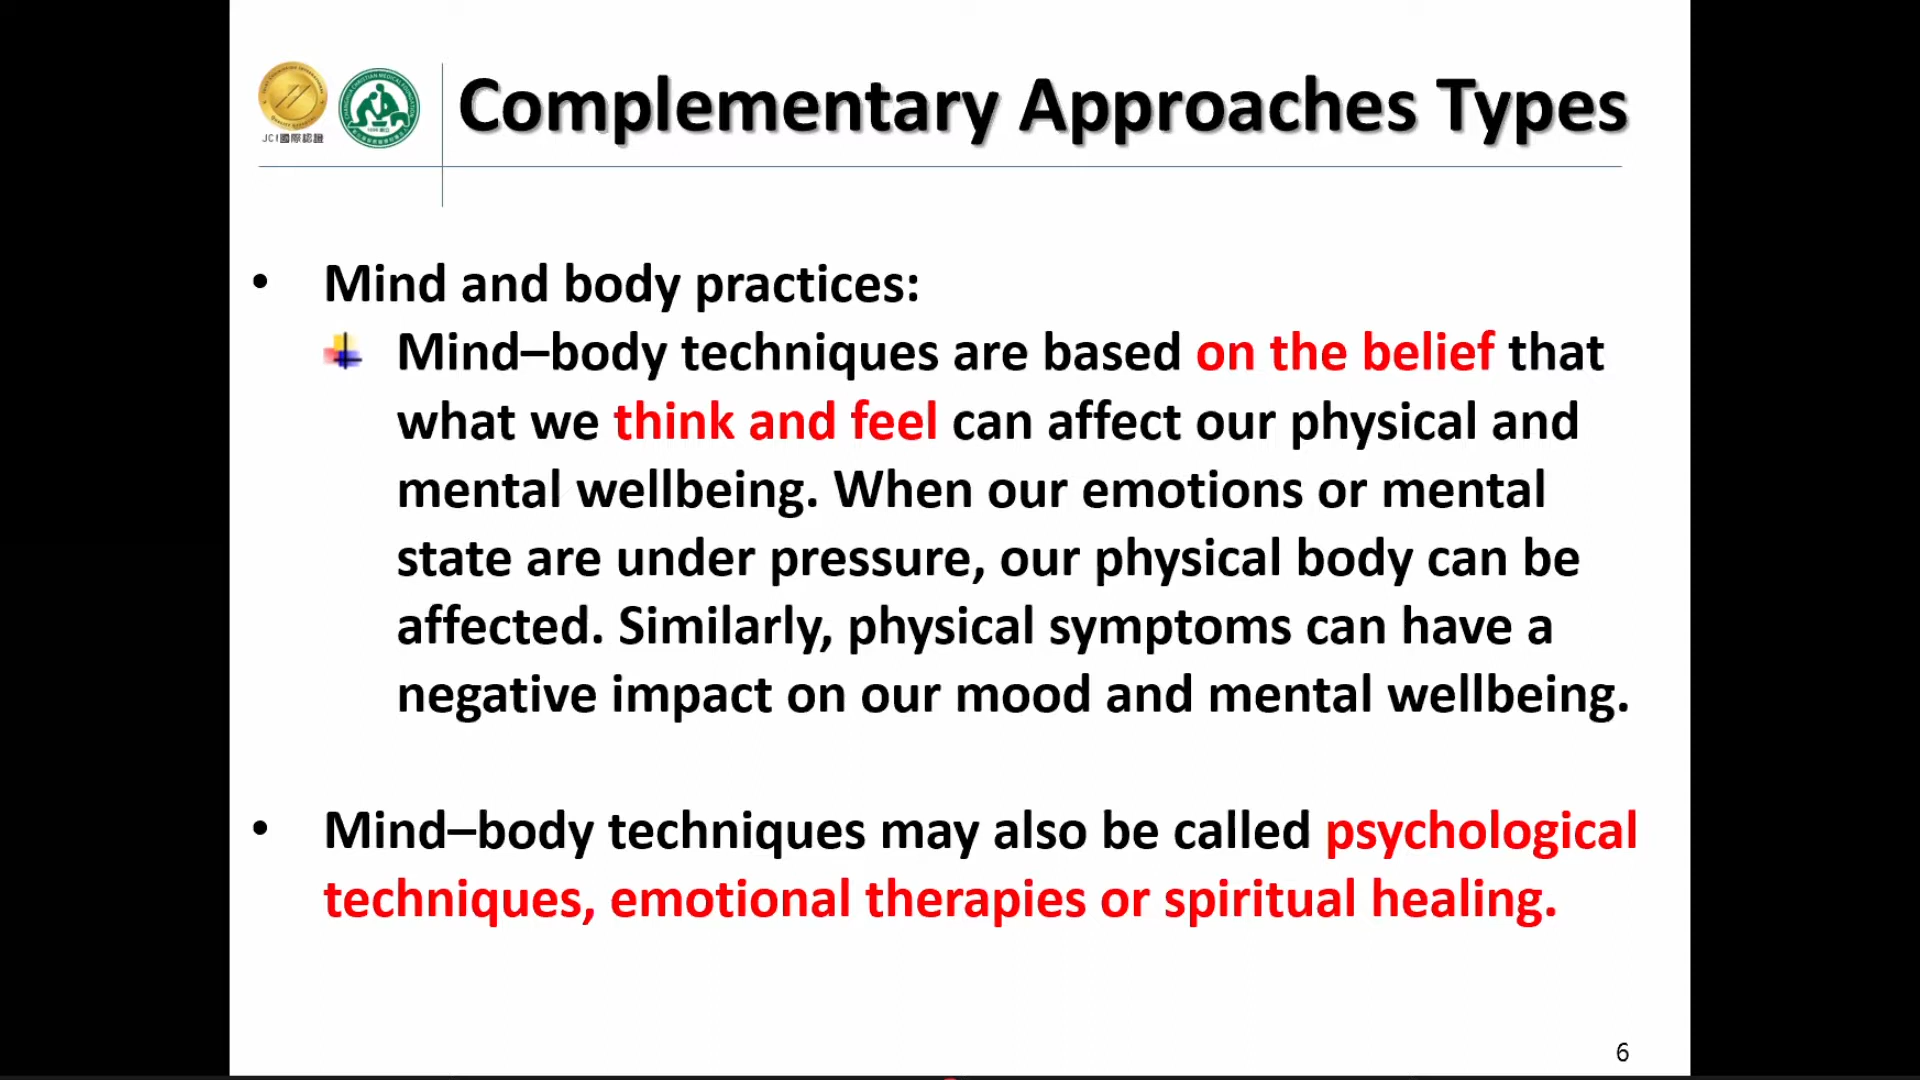 JCI國際認證
Complementary Approaches Types
• Mind and body practices:
Mind–body techniques are based on the belief that
what we think and feel can affect our physical and
mental wellbeing. When our emotions or mental
state are under pressure, our physical body can be
affected. Similarly, physical symptoms can have a
negative impact on our mood and mental wellbeing.
• Mind–body techniques may also be called psychological
techniques, emotional therapies or spiritual healing.
6